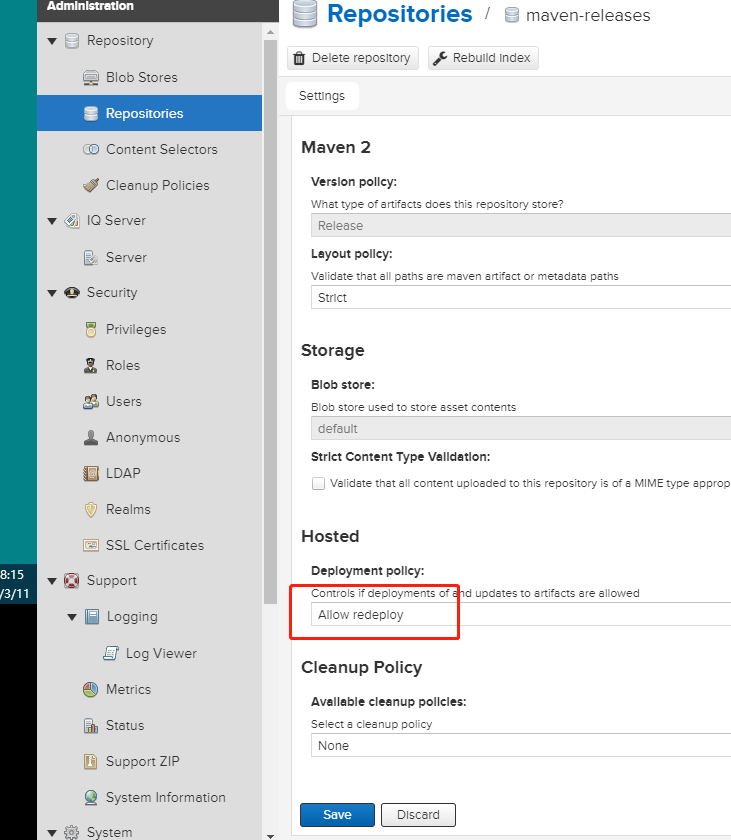 Administration
Repository
Blob Stores
Repositories
Content Selectors
Cleanup Policies
IQ Server
Server
Security
Privileges
Roles
Users
Anonymous
LDAP
Realms
SSL Certificates
Support
Logging
Log Viewer
Metrics
Status
Support ZIP
System Information
System
8:15
/3/11
Repositories / maven-releases
Delete repository Rebuild index
Settings
Maven 2
Version policy:
What type of artifacts does this repository store?
Release
Layout policy:
Validate that all paths are maven artifact or metadata paths
Strict
Storage
Blob store:
Blob store used to store asset contents
default
Strict Content Type Validation:
Validate that all content uploaded to this repository is of a MIME type approp
Hosted
Deployment policy:
Controls if deployments of and updates to artifacts are allowed
Allow redeploy
Cleanup Policy
Available cleanup policies:
Select a cleanup policy
None
Save Discard